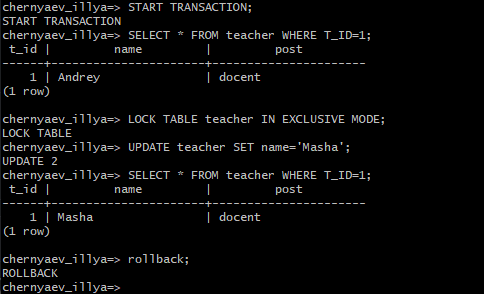 chernyaev_illya=> START TRANSACTION;
START TRANSACTION
chernyaev_illya=> SELECT * FROM teacher WHERE T_ID=1;
 t_id |         name         |         post
------+----------------------+----------------------
    1 | Andrey               | docent
(1 row)

chernyaev_illya=> LOCK TABLE teacher IN EXCLUSIVE MODE;
LOCK TABLE
chernyaev_illya=> UPDATE teacher SET name='Masha';
UPDATE 2
chernyaev_illya=> SELECT * FROM teacher WHERE T_ID=1;
 t_id |         name         |         post
------+----------------------+----------------------
    1 | Masha                | docent
(1 row)

chernyaev_illya=> rollback;
ROLLBACK
chernyaev_illya=>